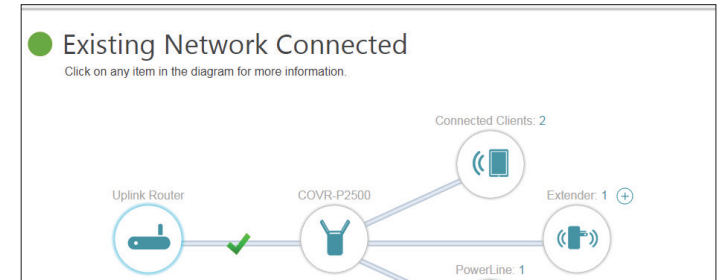 Existing Network Connected
Click on any item in the diagram for more information.
Connected Clients: 2
Uplink Router
COVR-P2500
Extender: 1
PowerLine: 1